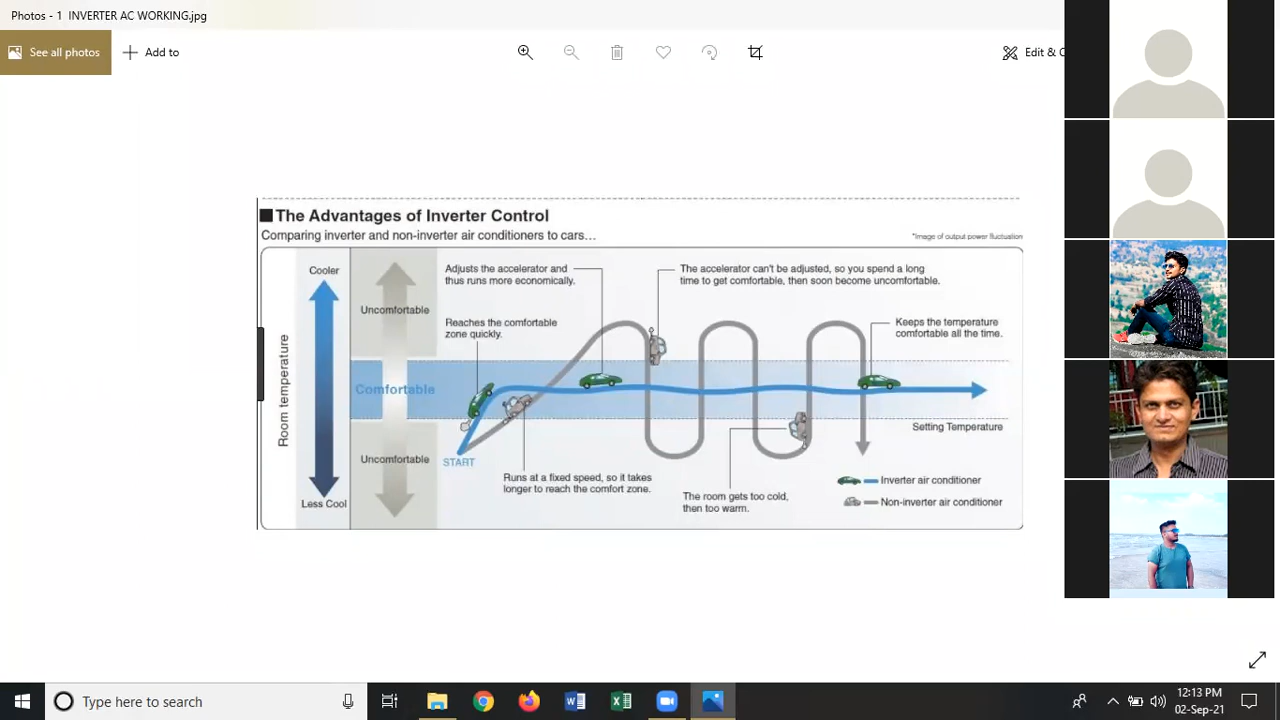 Photos - 1 INVERTER AC WORKING.jpg
See all photos
Add to
Edit & C
The Advantages of Inverter Control
Comparing inverter and non-inverter air conditioners to cars...
*Image of output power fluctuation
Room temperature
Cooler
Less Cool
Uncomfortable
Comfortable
Uncomfortable
Adjusts the accelerator and
thus runs more economically.
The accelerator can't be adjusted, so you spend a long
time to get comfortable, then soon become uncomfortable.
Reaches the comfortable
zone quickly.
Keeps the temperature
comfortable all the time.
Setting Temperature
START
Runs at a fixed speed, so it takes
longer to reach the comfort zone.
The room gets too cold,
then too warm.
Inverter air conditioner
Non-inverter air conditioner
Type here to search
12:13 PM
02-Sep-21